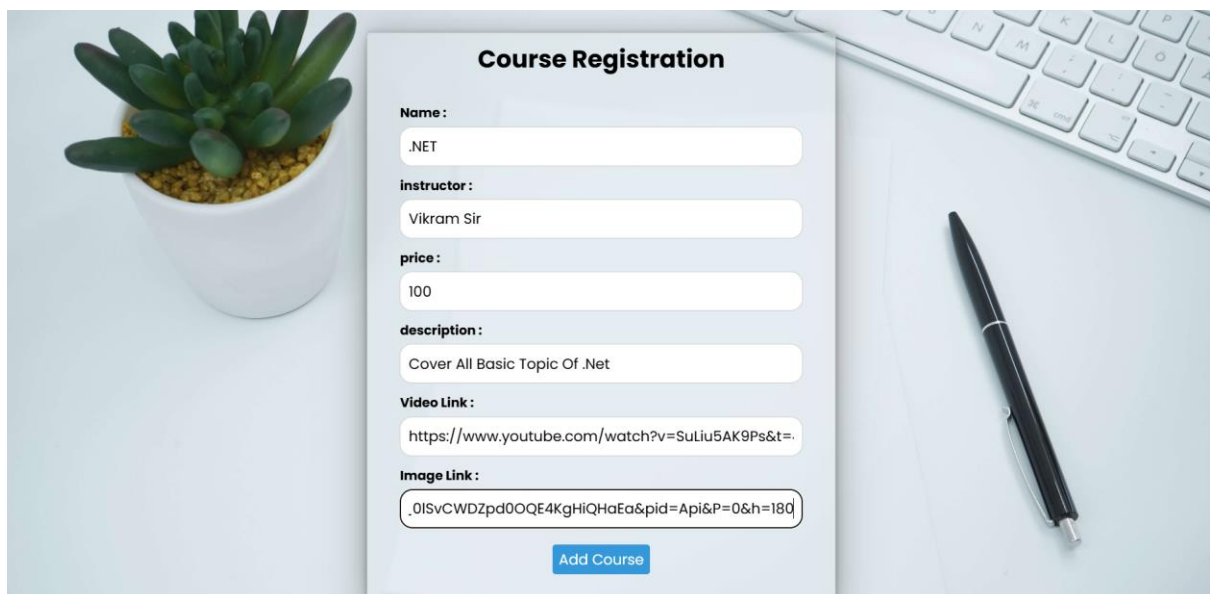 Course Registration
Name :
.NET
instructor :
Vikram Sir
price :
100
description :
Cover All Basic Topic Of .Net
Video Link :
https://www.youtube.com/watch?v=SuLiu5AK9Ps&t=
Image Link :
_0lSvCWDZpd0OQE4KgHiQHaEa&pid=Api&P=0&h=180
Add Course